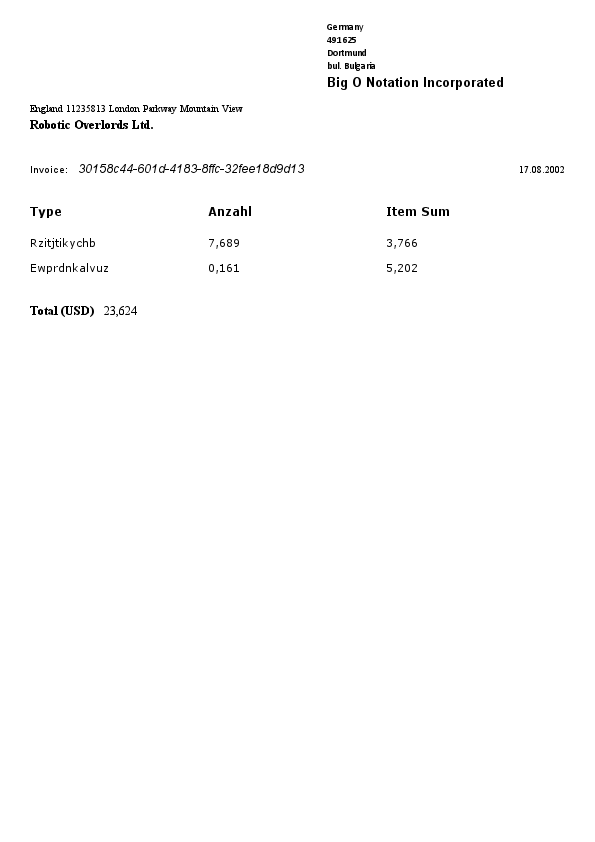 Germany
491625
Dortmund
bul. Bulgaria
Big O Notation Incorporated
England 11235813 London Parkway Mountain View
Robotic Overlords Ltd.
Invoice: 30158c44-601d-4183-8ffc-32fee18d9d13 17.08.2002
Type Anzahl Item Sum
Rzitjtikychb 7,689 3,766
Ewprdnkalvuz 0,161 5,202
Total (USD) 23,624